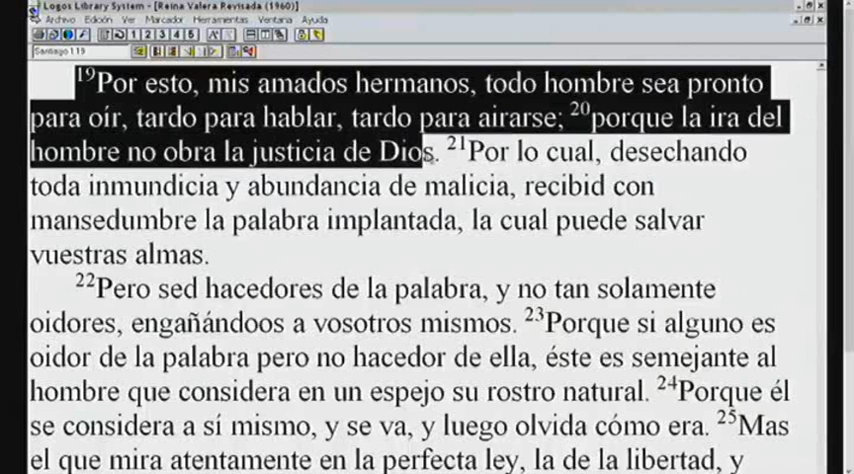 Logos Library System - [Reina Valera Revisada (1960)]
Archivo Edición Ver Marcador Herramientas Ventana Ayuda
1 2 3 4 5
Santiago 1:19
19Por esto, mis amados hermanos, todo hombre sea pronto
para oír, tardo para hablar, tardo para airarse; 20porque la ira del
hombre no obra la justicia de Dios. 21Por lo cual, desechando
toda inmundicia y abundancia de malicia, recibid con
mansedumbre la palabra implantada, la cual puede salvar
vuestras almas.
22Pero sed hacedores de la palabra, y no tan solamente
oidores, engañándoos a vosotros mismos. 23Porque si alguno es
oidor de la palabra pero no hacedor de ella, éste es semejante al
hombre que considera en un espejo su rostro natural. 24Porque él
se considera a sí mismo, y se va, y luego olvida cómo era. 25Mas
el que mira atentamente en la perfecta ley, la de la libertad, y